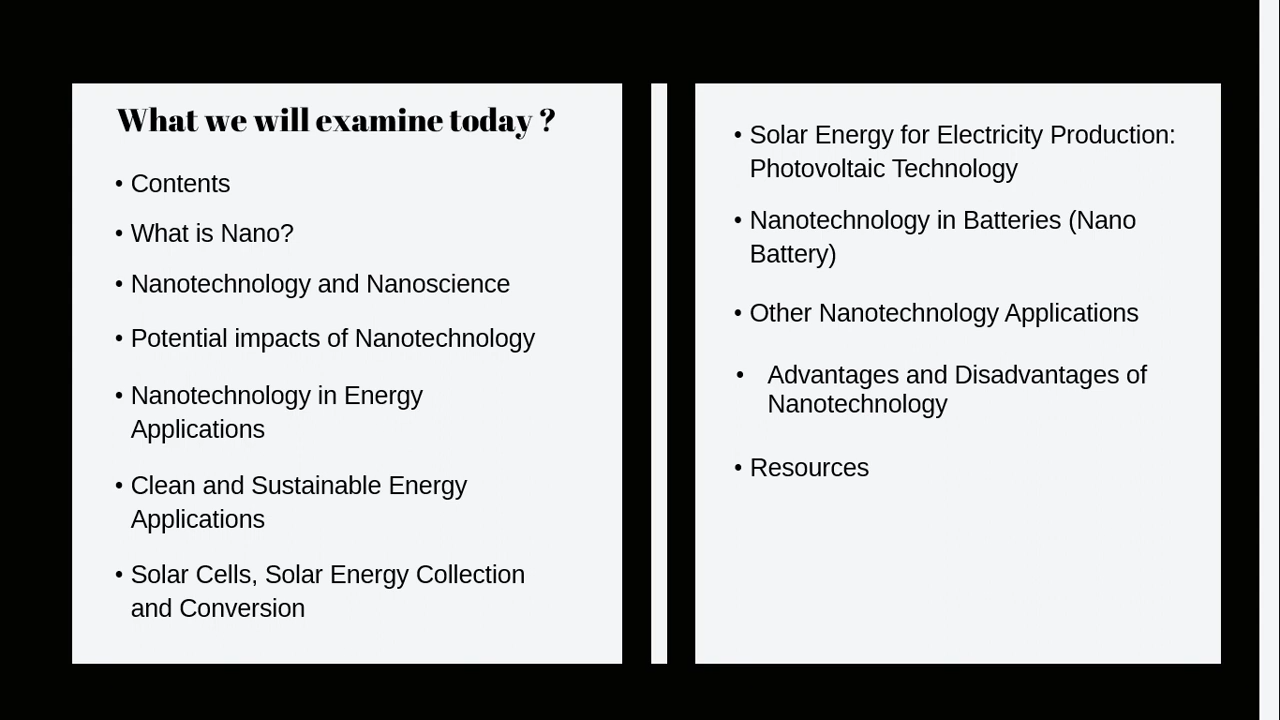 What we will examine today ?
• Contents
• What is Nano?
• Nanotechnology and Nanoscience
• Potential impacts of Nanotechnology
• Nanotechnology in Energy
Applications
• Clean and Sustainable Energy
Applications
• Solar Cells, Solar Energy Collection
and Conversion
• Solar Energy for Electricity Production:
Photovoltaic Technology
• Nanotechnology in Batteries (Nano
Battery)
• Other Nanotechnology Applications
• Advantages and Disadvantages of
Nanotechnology
• Resources